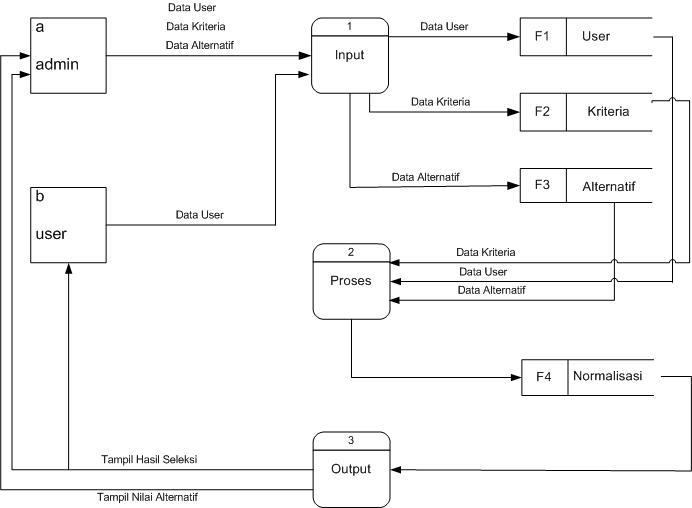 Data User
Data Kriteria
Data Alternatif
a
admin
1
Input
Data User
F1
User
Data Kriteria
F2
Kriteria
Data Alternatif
F3
Alternatif
b
user
Data User
2
Proses
Data Kriteria
Data User
Data Alternatif
F4
Normalisasi
3
Output
Tampil Hasil Seleksi
Tampil Nilai Alternatif